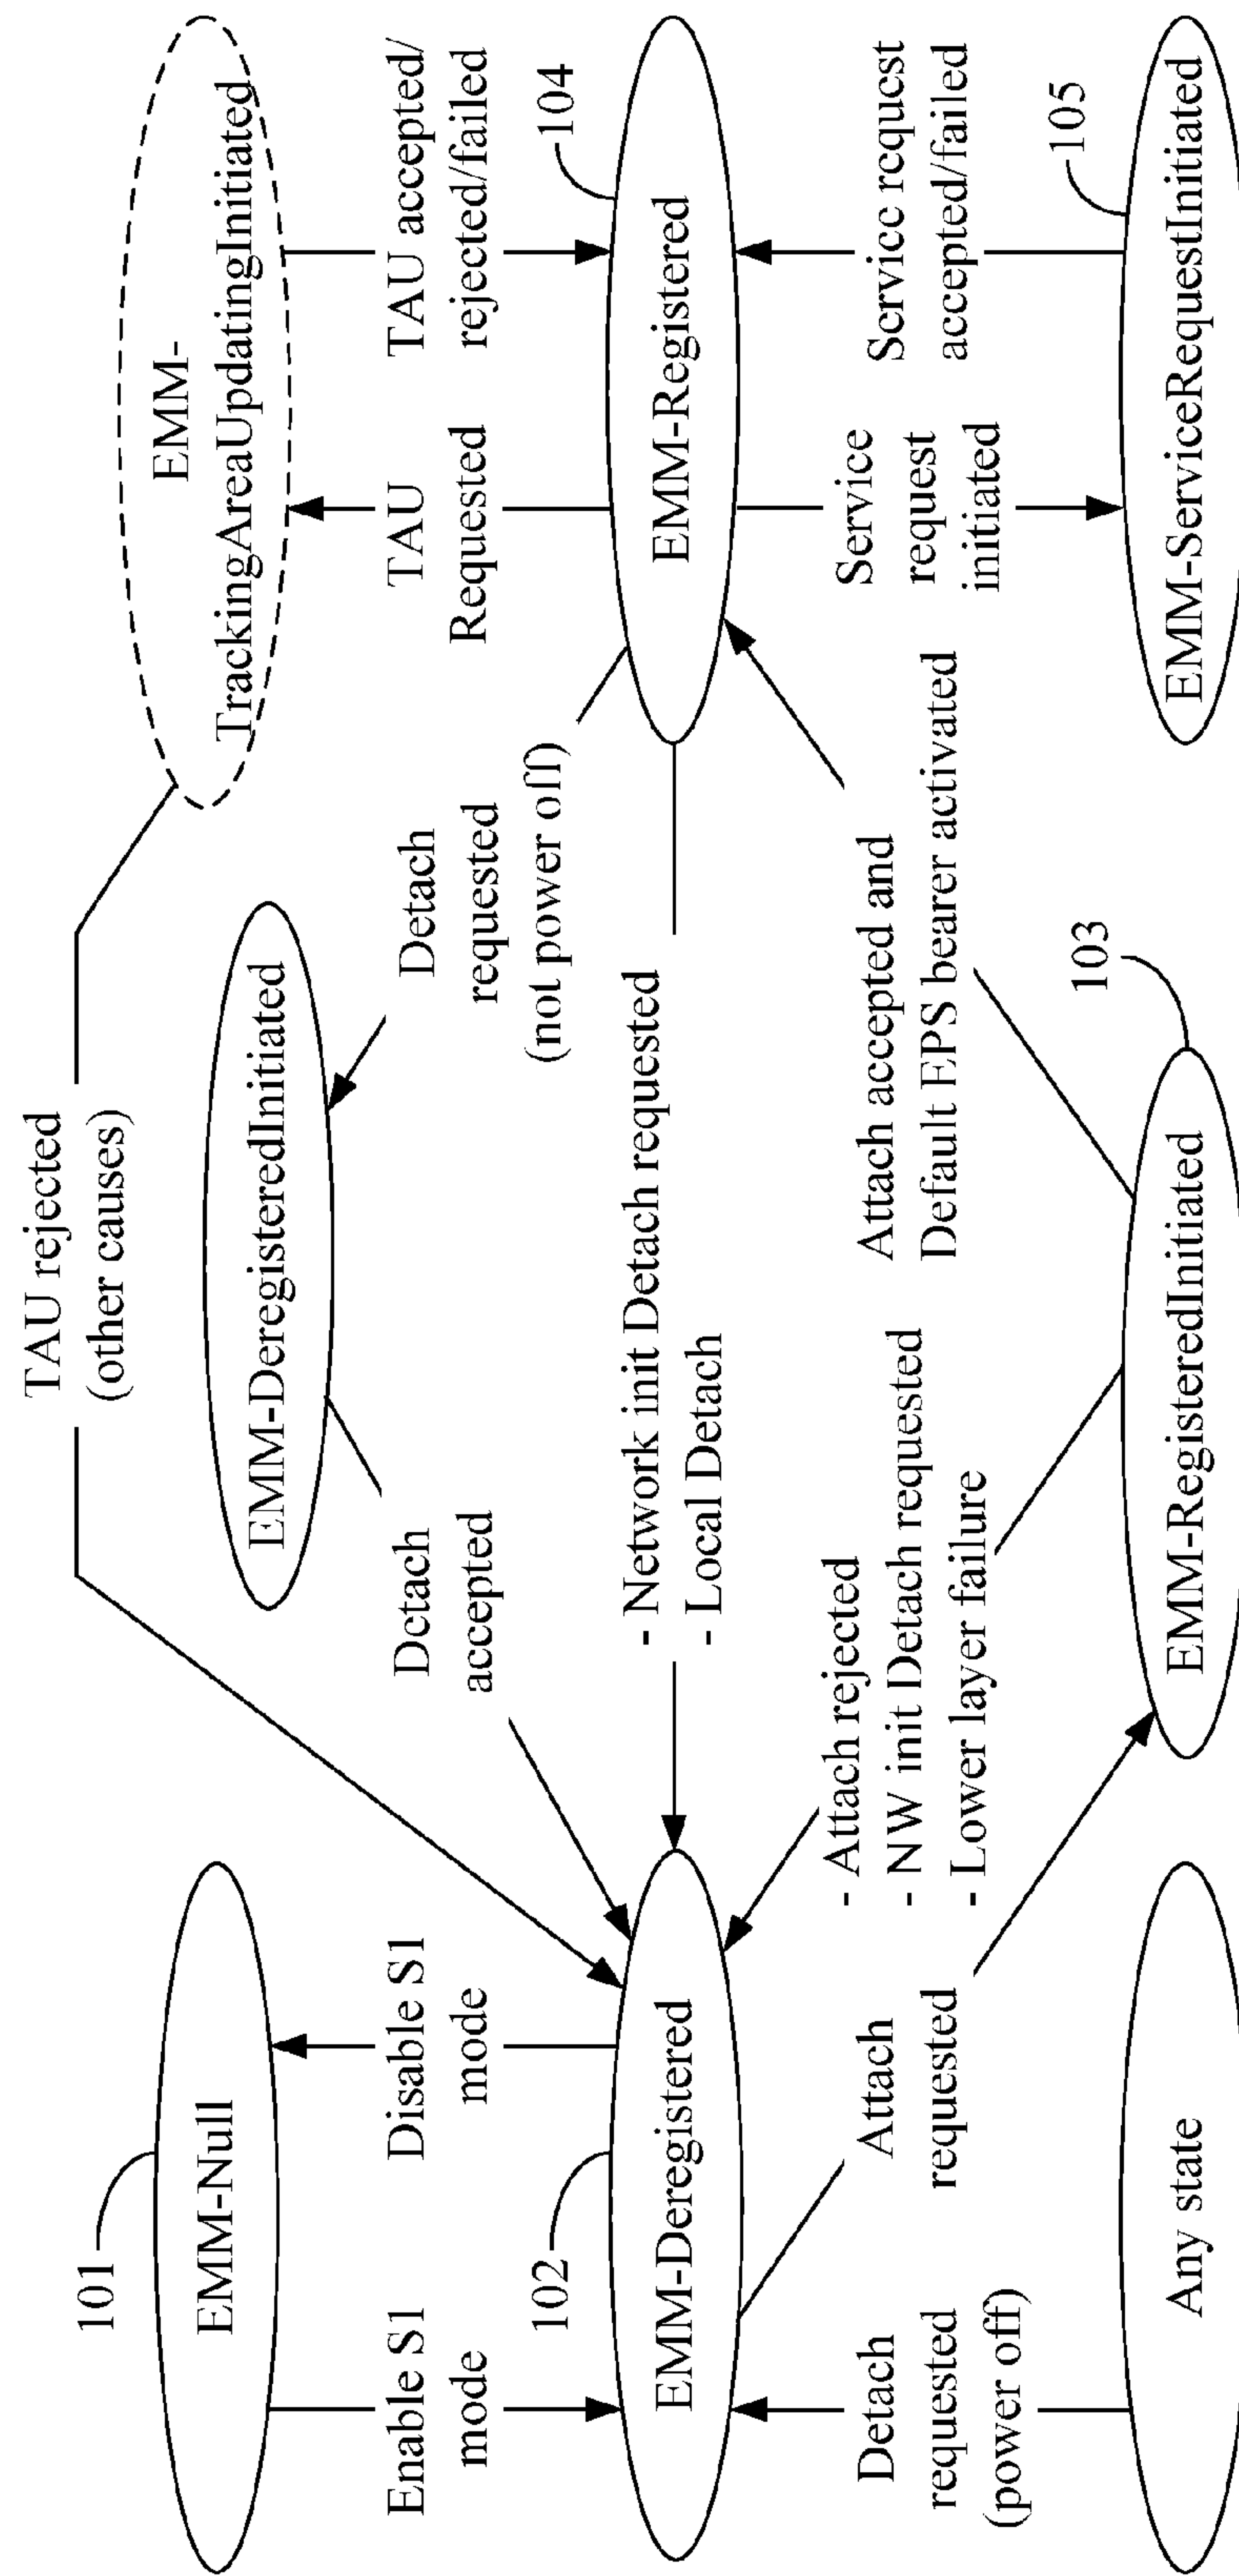 TAU rejected
(other causes)
101
EMM-Null
EMM-DeregisteredInitiated
EMM-
TrackingAreaUpdatingInitiated
Enable S1
mode
Disable S1
mode
Dctach
accepted
Detach
requested
(not power off)
TAU
Requested
TAU accepted/
rejected/failed
102
EMM-Deregistered
- Network init Detach requested
- Local Detach
104
EMM-Registered
Detach
requested
(power off)
Attach
requested
- Attach rejected
- NW init Detach requested
- Lower layer failure
Attach accepted and
Default EPS bearer activated
Service
request
initiated
Scrvicc rcqucst
accepted/failed
Any state
103
EMM-RegisteredInitiated
105
EMM-ServiceRequestInitiated